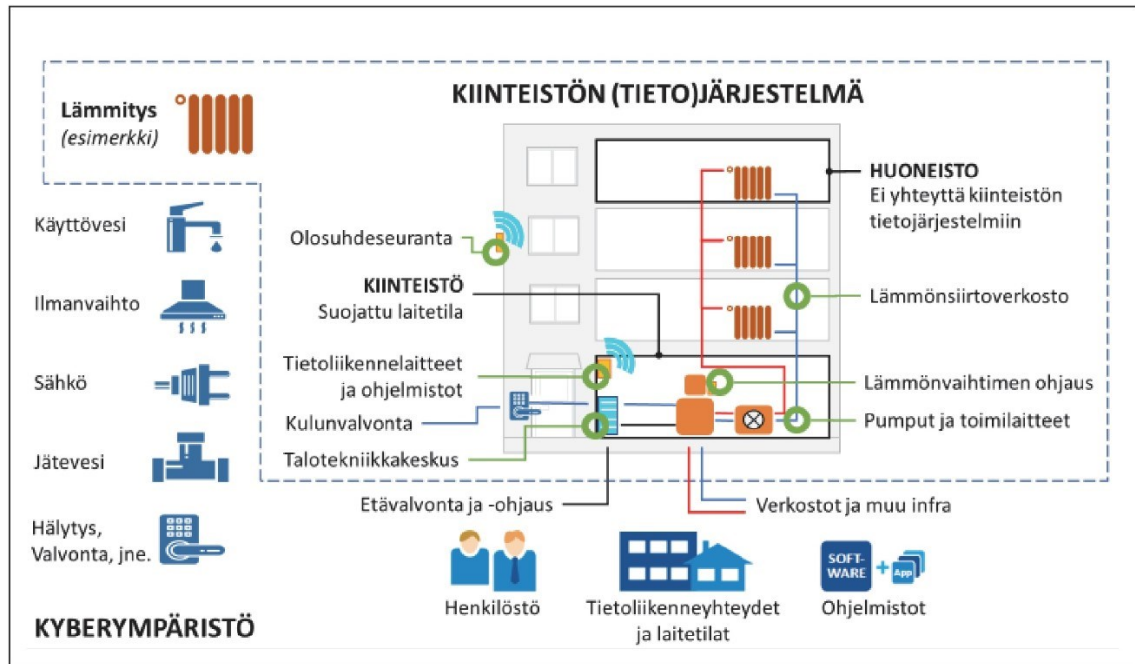 KIINTEISTÖN (TIETO)JÄRJESTELMÄ
Lämmitys
(esimerkki)
HUONEISTO
Ei yhteyttä kiinteistön
tietojärjestelmiin
Käyttövesi
Olosuhdeseuranta
KIINTEISTÖ
Suojattu laitetila
Ilmanvaihto
Lämmönsiirtoverkosto
Tietoliikennelaitteet
ja ohjelmistot
Sähkö
Lämmönvaihtimen ohjaus
Kulunvalvonta
Pumput ja toimilaitteet
Talotekniikkakeskus
Jätevesi
Etävalvonta ja -ohjaus
Verkostot ja muu infra
Hälytys,
Valvonta, jne.
SOFT-
WARE
+
App
Henkilöstö
Tietoliikenneyhteydet
ja laitetilat
Ohjelmistot
KYBERYMPÄRISTÖ